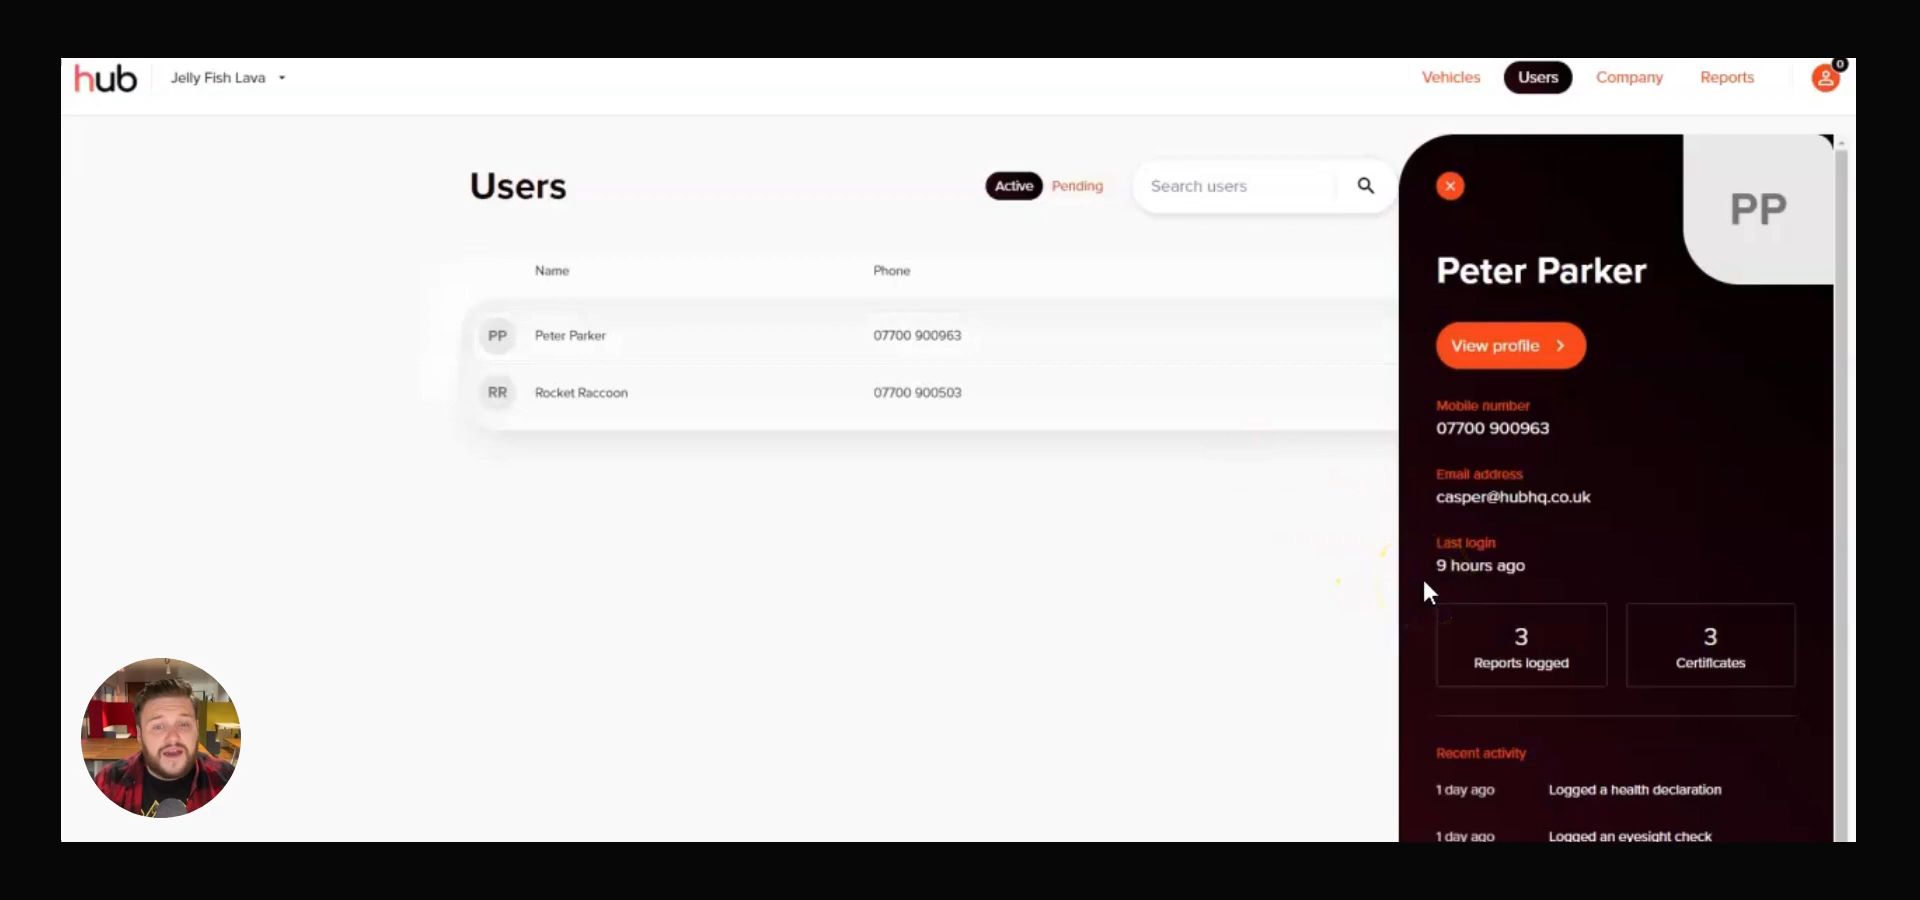 hub
Jelly Fish Lava
Vehicles
Users
Company
Reports
0
Users
Active
Pending
Search users
Name
Phone
PP
Peter Parker
07700 900963
RR
Rocket Raccoon
07700 900503
PP
Peter Parker
View profile
Mobile number
07700 900963
Email address
casper@hubhq.co.uk
Last login
9 hours ago
3
Reports logged
3
Certificates
Recent activity
1 day ago
Logged a health declaration
1 day ago
Logged an eyesight check